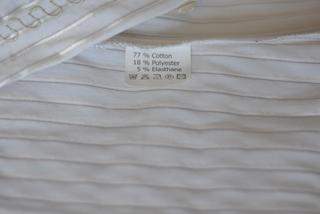 77 % Cotton
18 % Polyester
5 % Elasthane